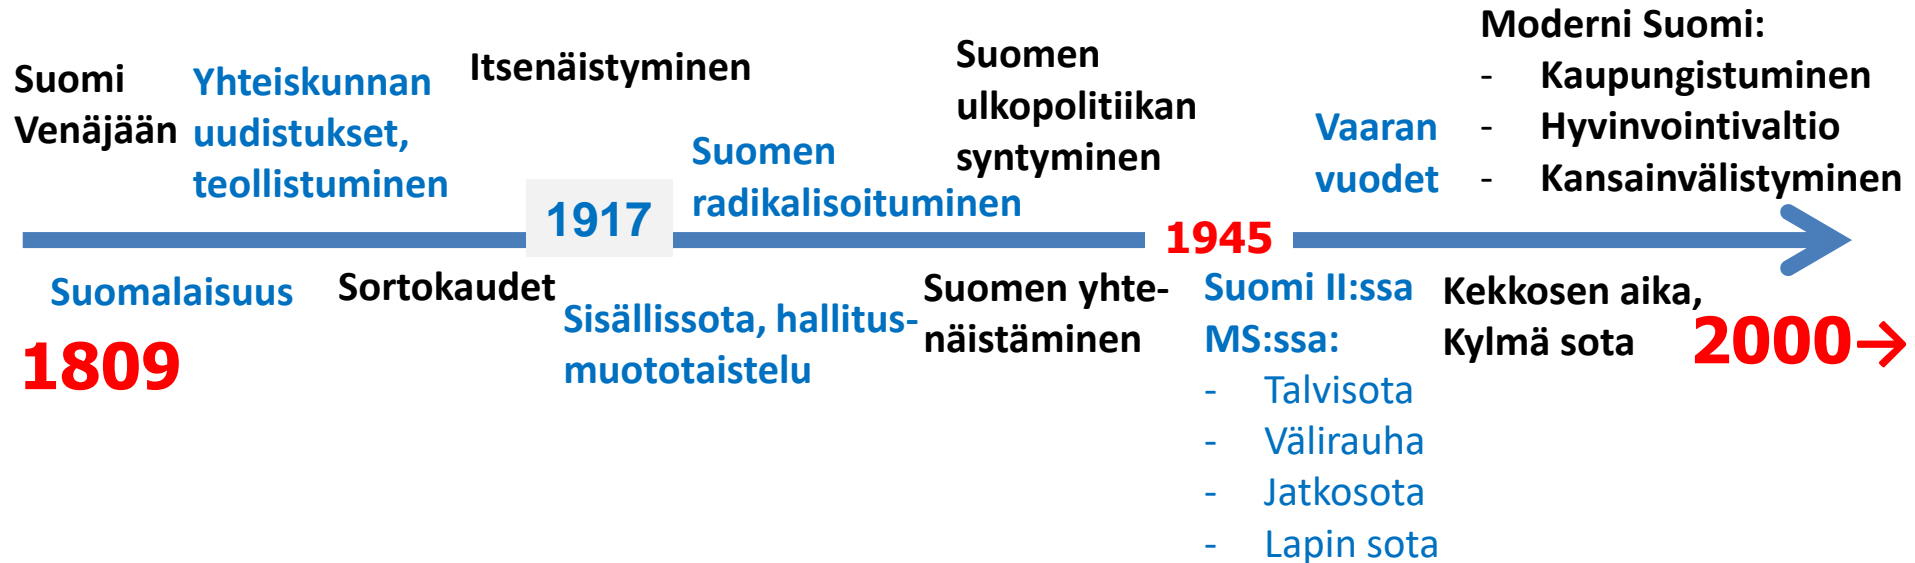 Suomi
Venäjään
Yhteiskunnan
uudistukset,
teollistuminen
Itsenäistyminen
1917
Suomen
radikalisoituminen
Suomen
ulkopolitiikan
syntyminen
1945
Vaaran
vuodet
Moderni Suomi:
- Kaupungistuminen
- Hyvinvointivaltio
- Kansainvälistyminen
Suomalaisuus
1809
Sortokaudet
Sisällissota, hallitus-
muototaistelu
Suomen yhte-
näistäminen
Suomi II:ssa
MS:ssa:
- Talvisota
- Välirauha
- Jatkosota
- Lapin sota
Kekkosen aika,
Kylmä sota
2000→